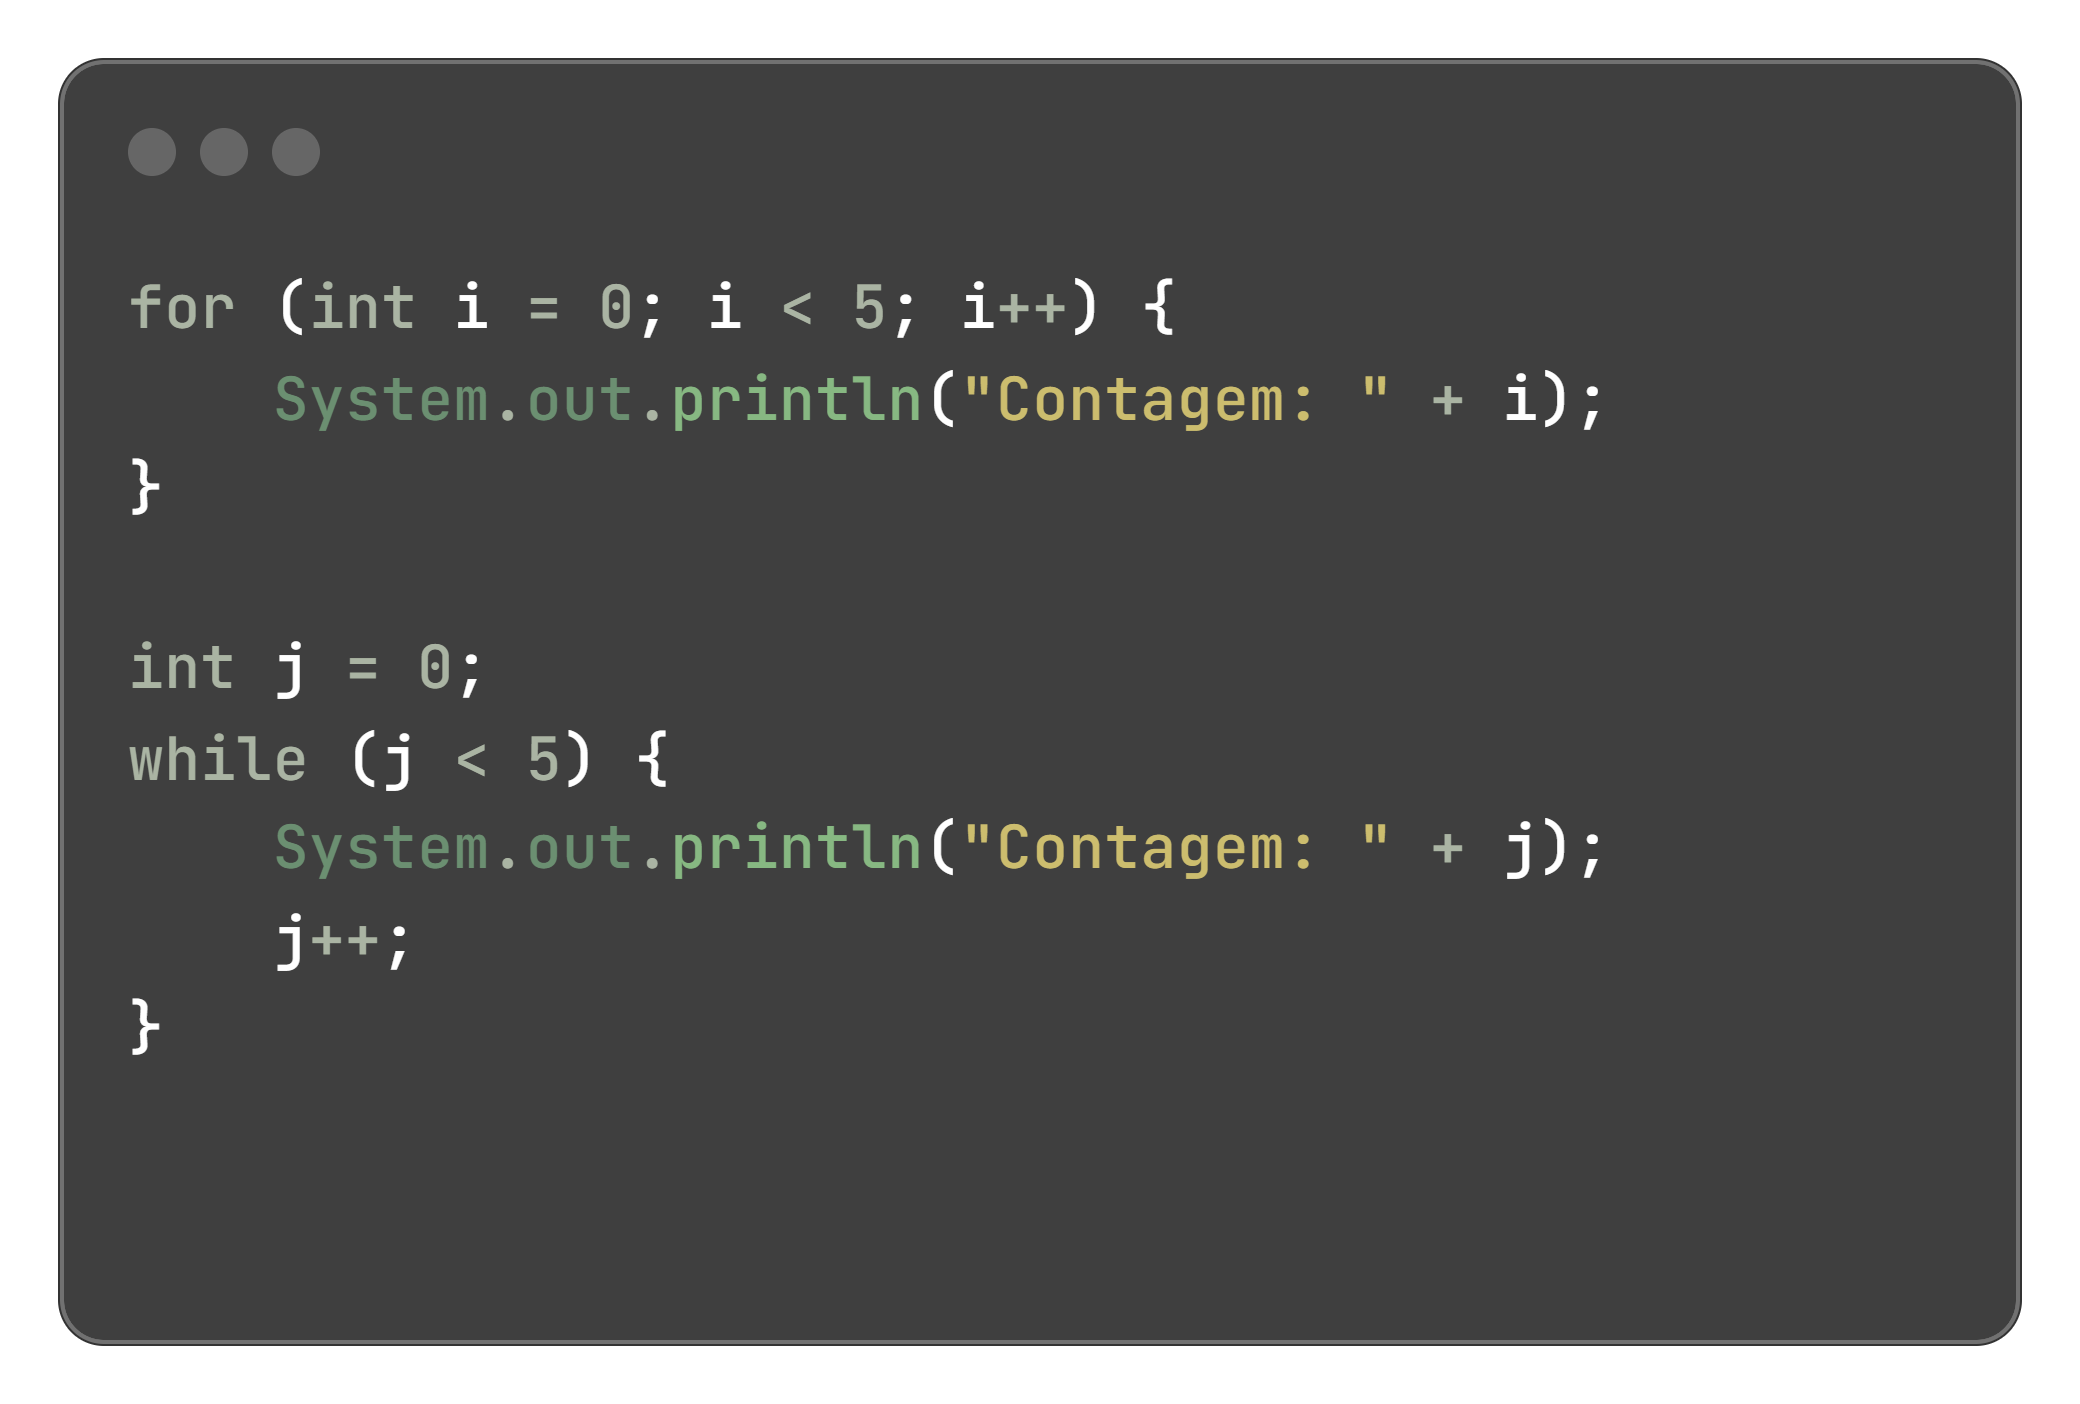 for (int i = 0; i < 5; i++) {
    System.out.println("Contagem: " + i);
}

int j = 0;
while (j < 5) {
    System.out.println("Contagem: " + j);
    j++;
}